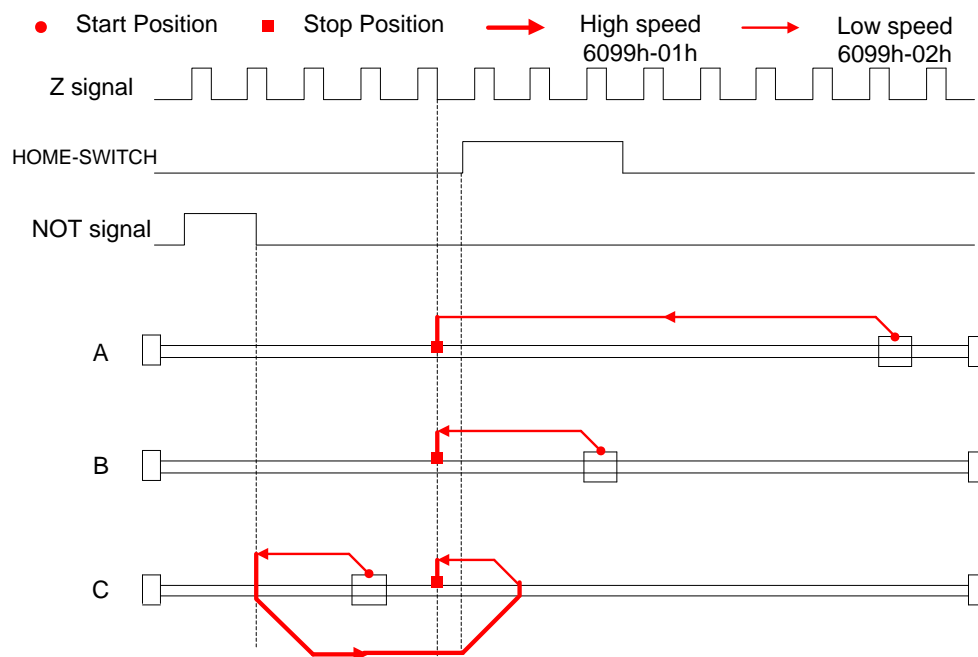 Start Position
Stop Position
High speed
6099h-01h
Low speed
6099h-02h
Z signal
HOME-SWITCH
NOT signal
A
B
C